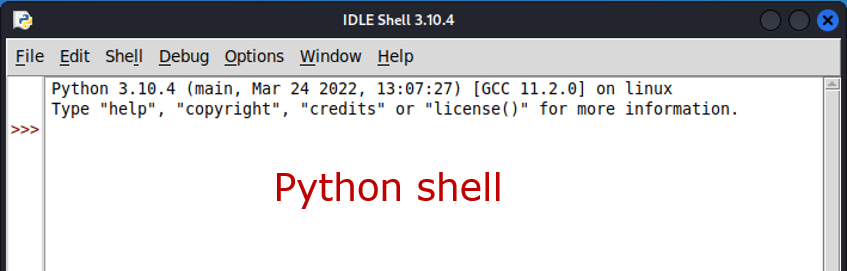 IDLE Shell 3.10.4
File Edit Shell Debug Options Window Help
Python 3.10.4 (main, Mar 24 2022, 13:07:27) [GCC 11.2.0] on linux
Type "help", "copyright", "credits" or "license()" for more information.
>>>
Python shell